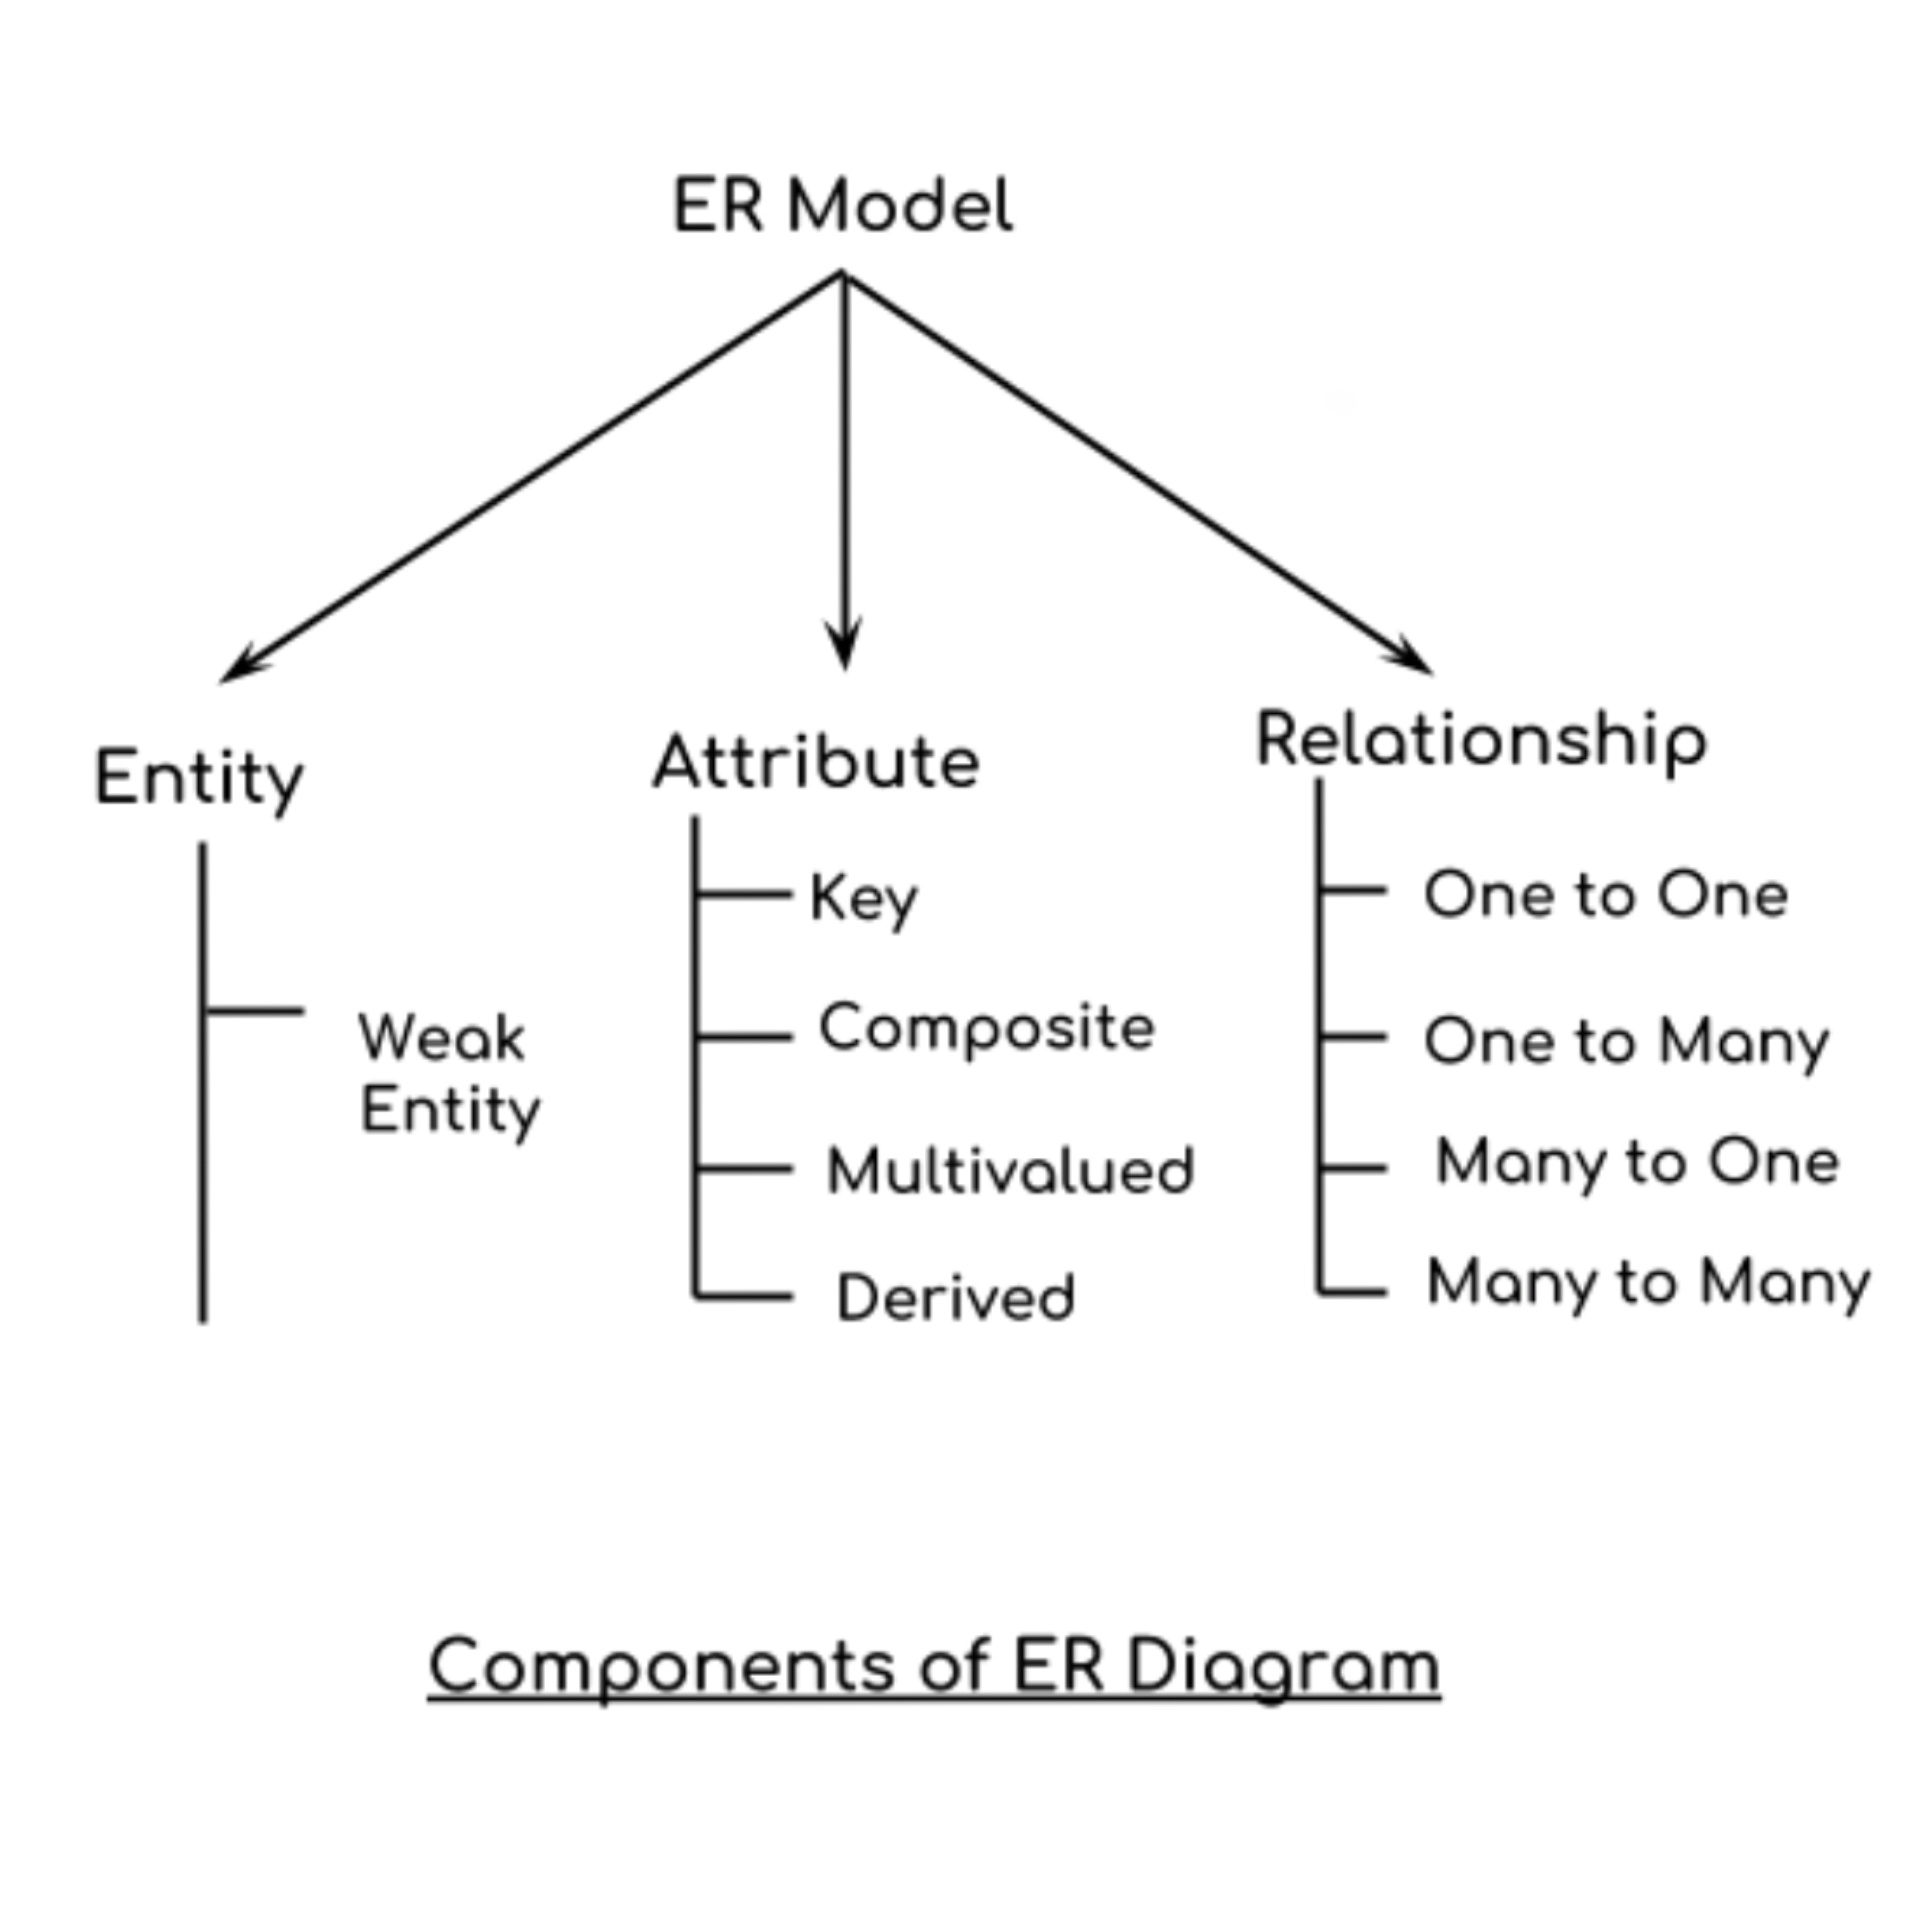 ER Model
Entity
Weak
Entity
Attribute
Key
Composite
Multivalued
Derived
Relationship
One to One
One to Many
Many to One
Many to Many
Components of ER Diagram